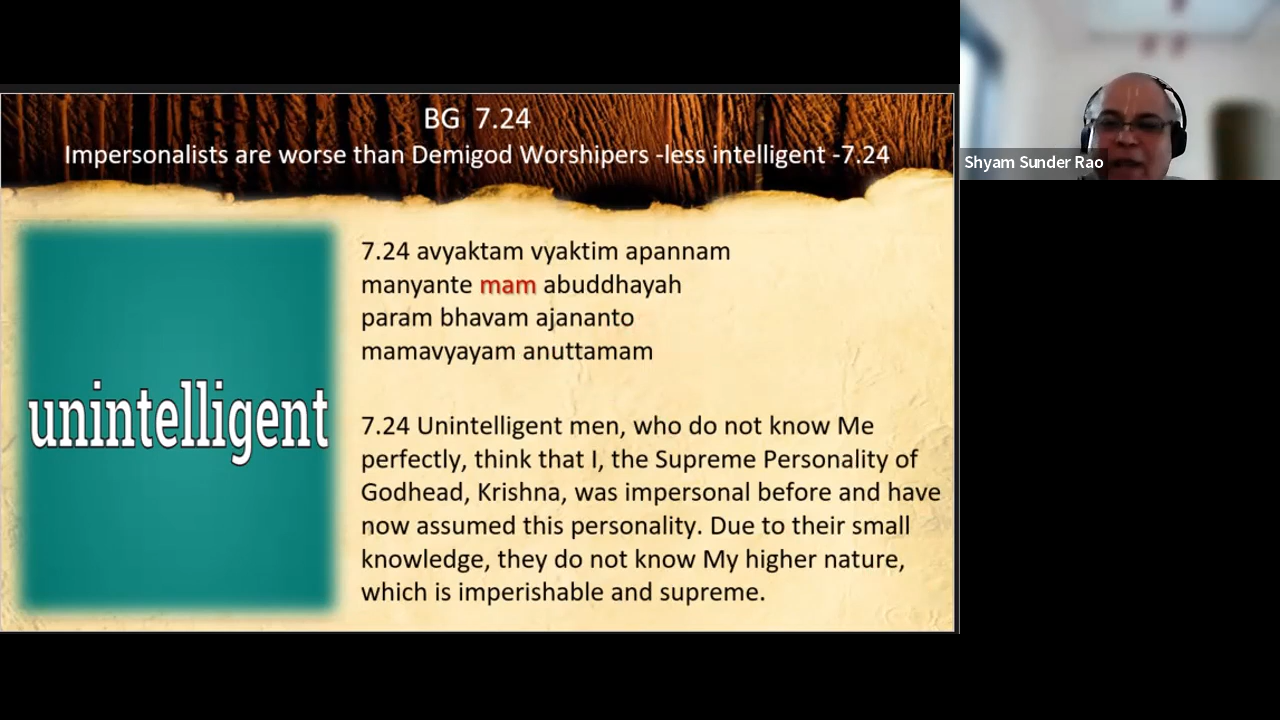 BG 7.24
Impersonalists are worse than Demigod Worshipers -less intelligent -7.24
unintelligent
7.24 avyaktam vyaktim apannam
manyante mam abuddhayah
param bhavam ajananto
mamavyayam anuttamam
7.24 Unintelligent men, who do not know Me
perfectly, think that I, the Supreme Personality of
Godhead, Krishna, was impersonal before and have
now assumed this personality. Due to their small
knowledge, they do not know My higher nature,
which is imperishable and supreme.
Shyam Sunder Rao